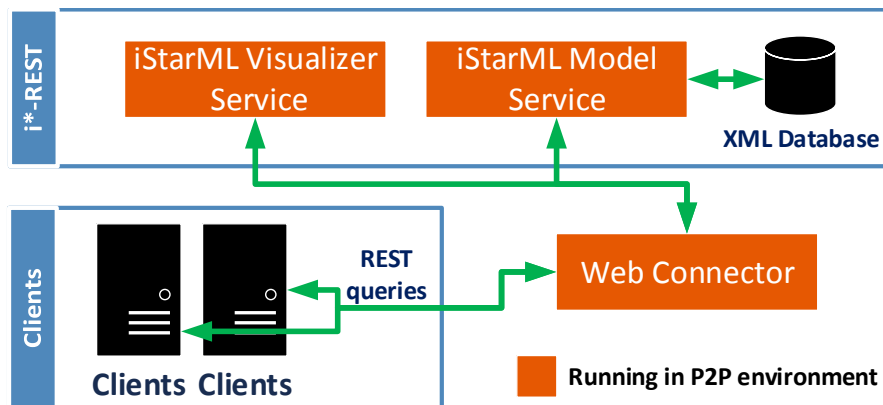 i*-REST
iStarML Visualizer
Service
iStarML Model
Service
XML Database
Clients
REST
queries
Web Connector
Clients
Clients
Running in P2P environment